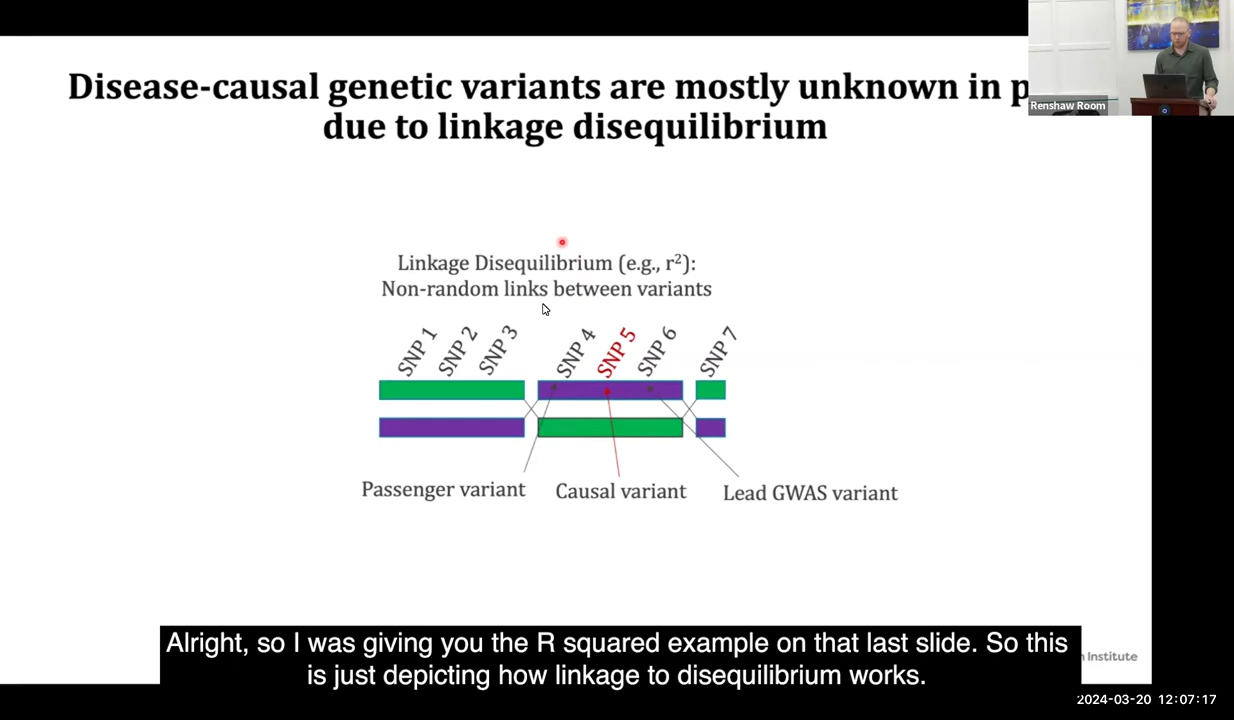 Disease-causal genetic variants are mostly unknown in p
due to linkage disequilibrium
Renshaw Room
Linkage Disequilibrium (e.g., r²):
Non-random links between variants
SNP 1 SNP 2 SNP 3 SNP 4 SNP 5 SNP 6 SNP 7
Passenger variant Causal variant Lead GWAS variant
Alright, so I was giving you the R squared example on that last slide. So this
is just depicting how linkage to disequilibrium works.
Institute
2024-03-20 12:07:17